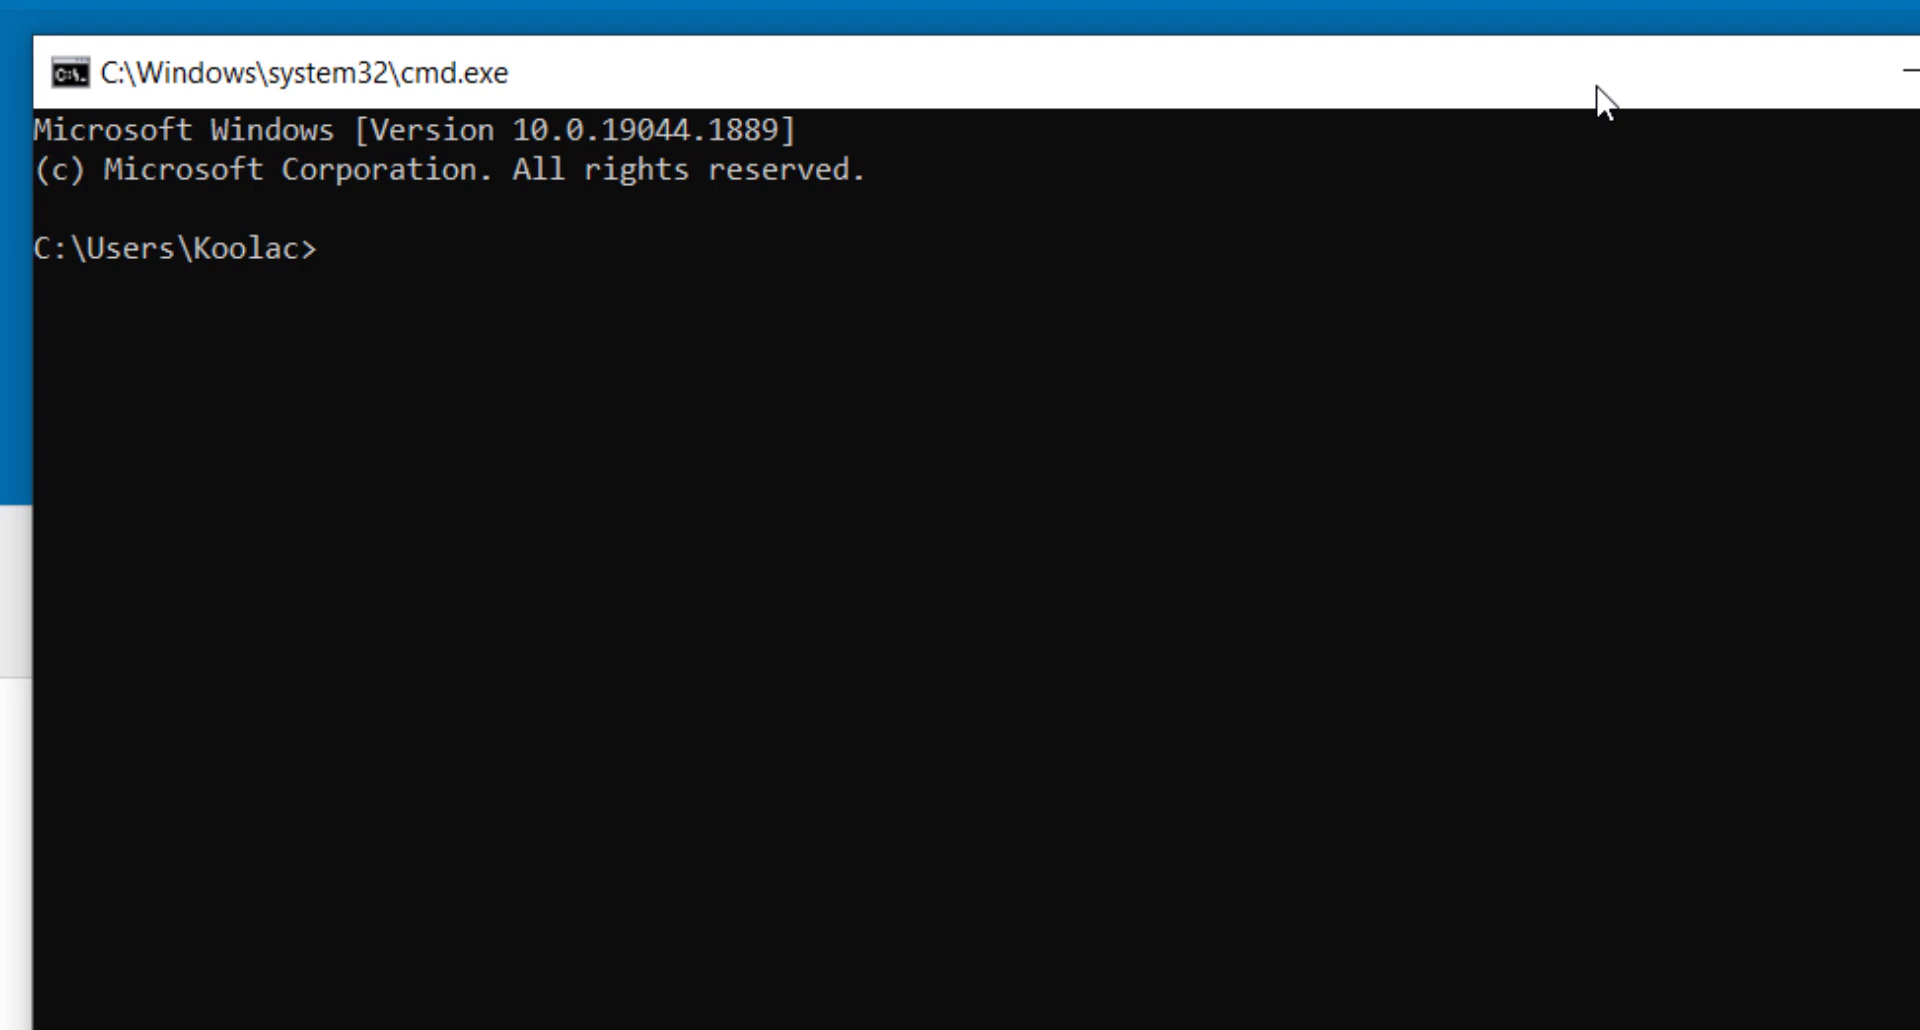 C:\Windows\system32\cmd.exe
Microsoft Windows [Version 10.0.19044.1889]
(c) Microsoft Corporation. All rights reserved.
C:\Users\Koolac>